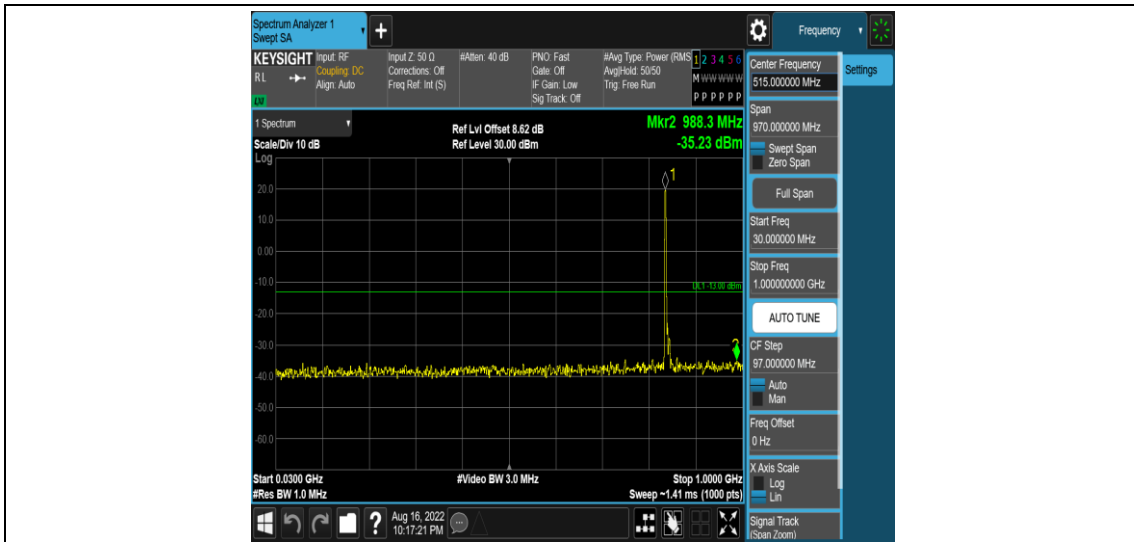 Spectrum Analyzer 1
Swept SA
+
Frequency
KEYSIGHT
RL
Input: RF
Coupling: DC
Align: Auto
Input Z: 50 Ω
Corrections: Off
Freq Ref: Int (S)
#Atten: 40 dB
PNO: Fast
Gate: Off
IF Gain: Low
Sig Track: Off
#Avg Type: Power (RMS
Avg|Hold: 50/50
Trig: Free Run
1 2 3 4 5 6
M W W W W W
P P P P P P
1 Spectrum
Scale/Div 10 dB
Log
Ref Lvl Offset 8.62 dB
Ref Level 30.00 dBm
Mkr2 988.3 MHz
-35.23 dBm
1
20.0
10.0
0.00
-10.0
DL1 -13.00 dBm
-20.0
-30.0
-40.0
-50.0
-60.0
Start 0.0300 GHz
#Res BW 1.0 MHz
#Video BW 3.0 MHz
Stop 1.0000 GHz
Sweep ~1.41 ms (1000 pts)
Center Frequency
515.000000 MHz
Settings
Span
970.000000 MHz
Swept Span
Zero Span
Full Span
Start Freq
30.000000 MHz
Stop Freq
1.000000000 GHz
AUTO TUNE
CF Step
97.000000 MHz
Auto
Man
Freq Offset
0 Hz
X Axis Scale
Log
Lin
Signal Track
(Span Zoom)
?
Aug 16, 2022
10:17:21 PM